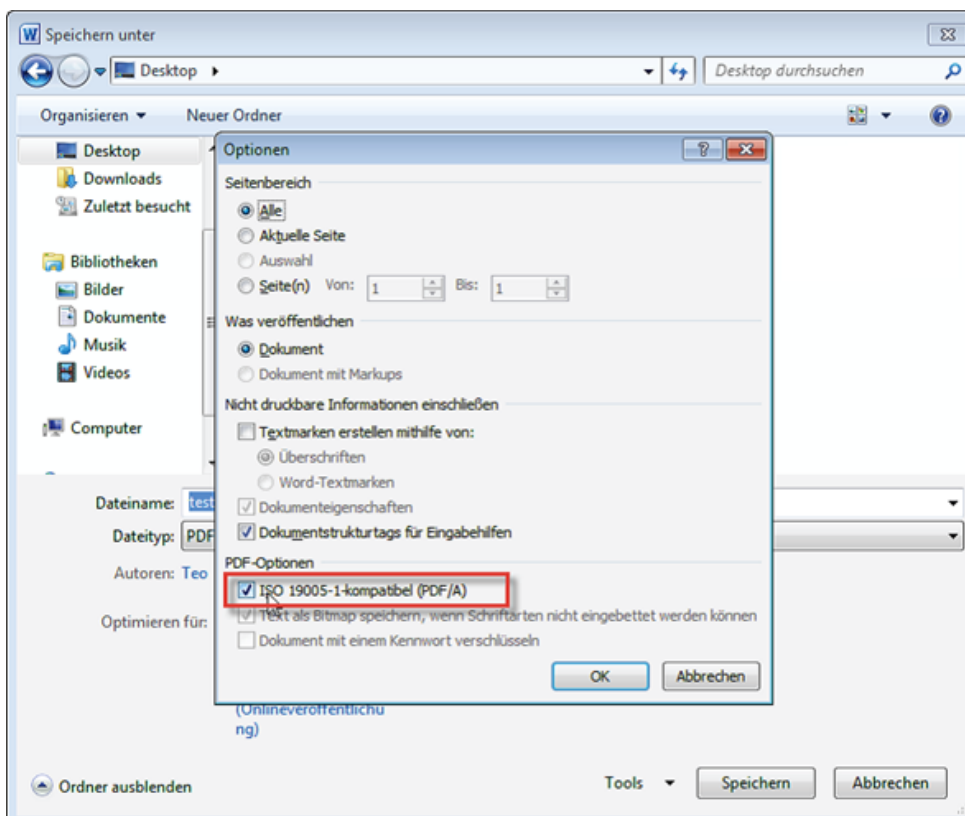 Speichern unter
Desktop
Desktop durchsuchen
Organisieren
Neuer Ordner
Desktop
Downloads
Zuletzt besucht
Bibliotheken
Bilder
Dokumente
Musik
Videos
Computer
Optionen
Seitenbereich
Alle
Aktuelle Seite
Auswahl
Seite(n) Von: 1 Bis: 1
Was veröffentlichen
Dokument
Dokument mit Markups
Nicht druckbare Informationen einschließen
Textmarken erstellen mithilfe von:
Überschriften
Word-Textmarken
Dokumenteigenschaften
Dokumentstrukturtags für Eingabehilfen
PDF-Optionen
ISO 19005-1-kompatibel (PDF/A)
Text als Bitmap speichern, wenn Schriftarten nicht eingebettet werden können
Dokument mit einem Kennwort verschlüsseln
OK Abbrechen
Dateiname: test
Dateityp: PDF
Autoren: Teo
Optimieren für:
(Onlineveröffentlichu
ng)
Ordner ausblenden
Tools Speichern Abbrechen